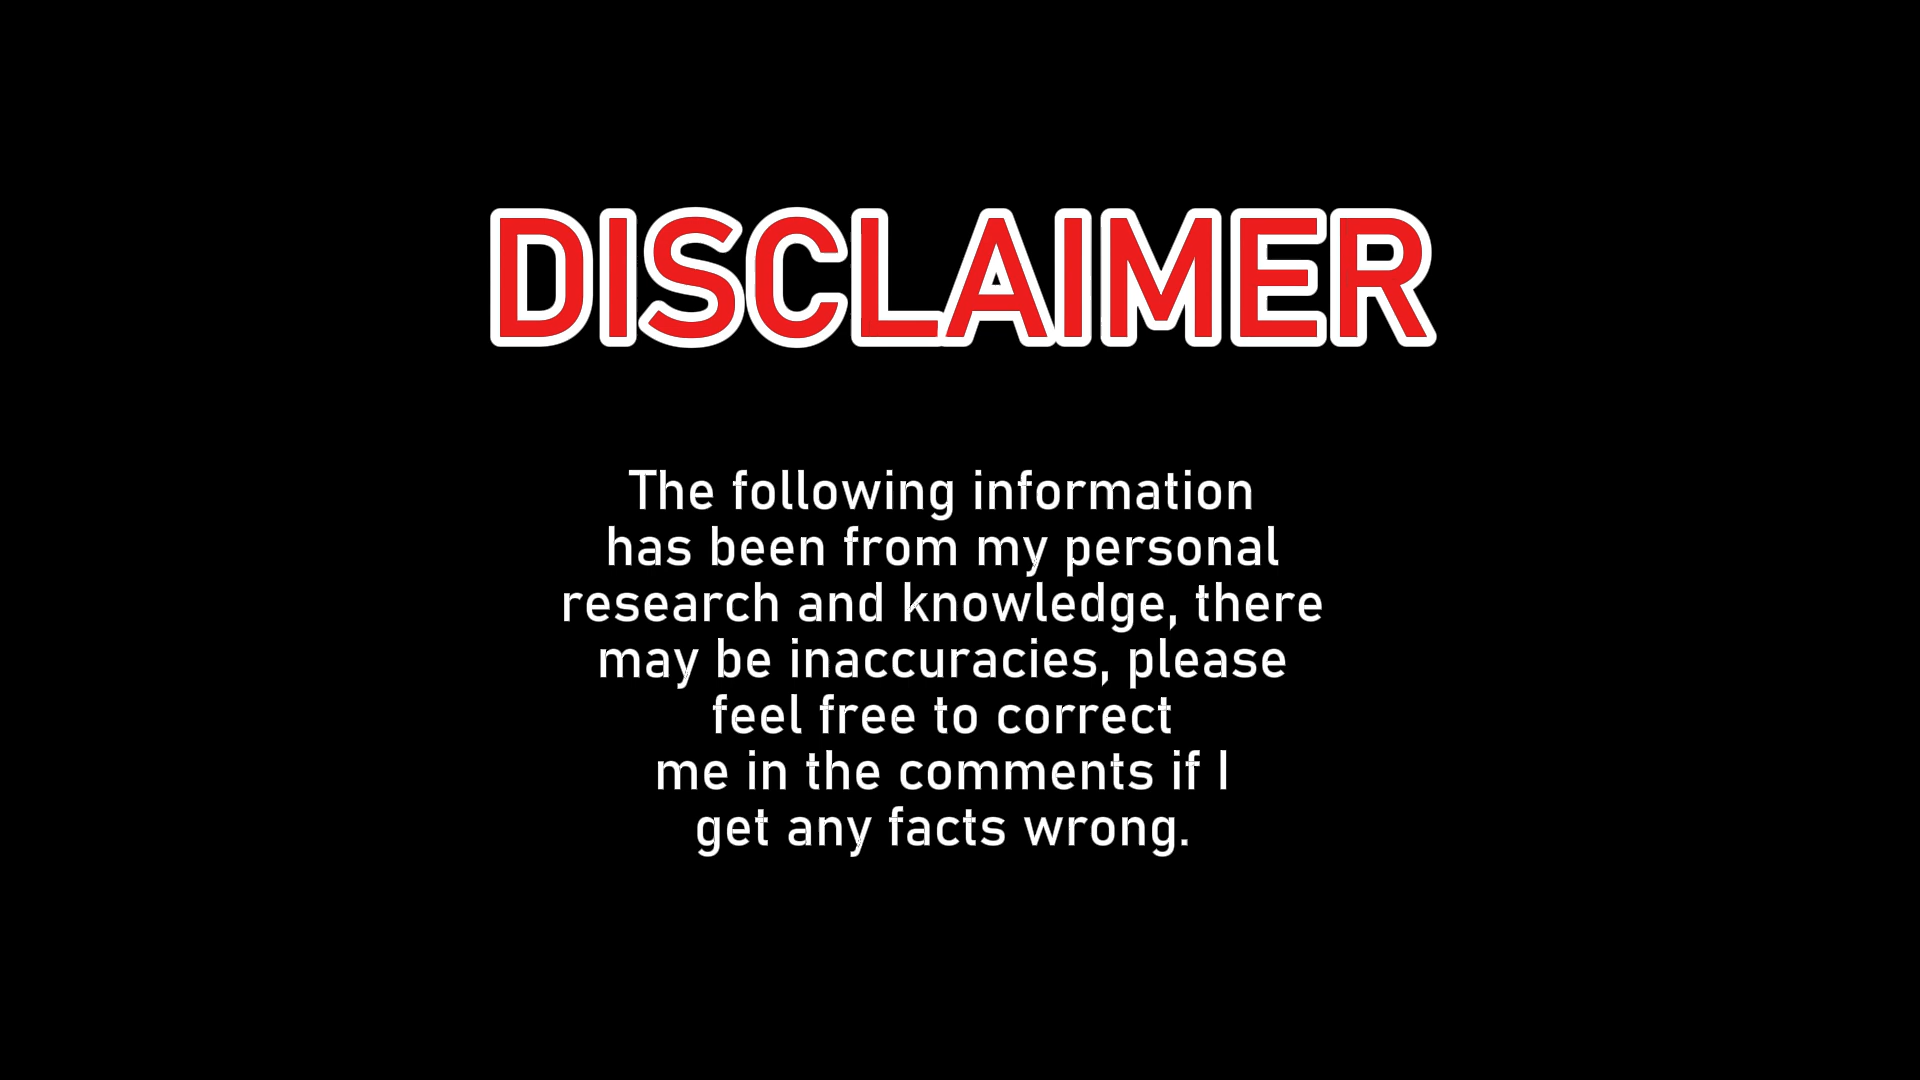 DISCLAIMER
The following information
has been from my personal
research and knowledge, there
may be inaccuracies, please
feel free to correct
me in the comments if I
get any facts wrong.